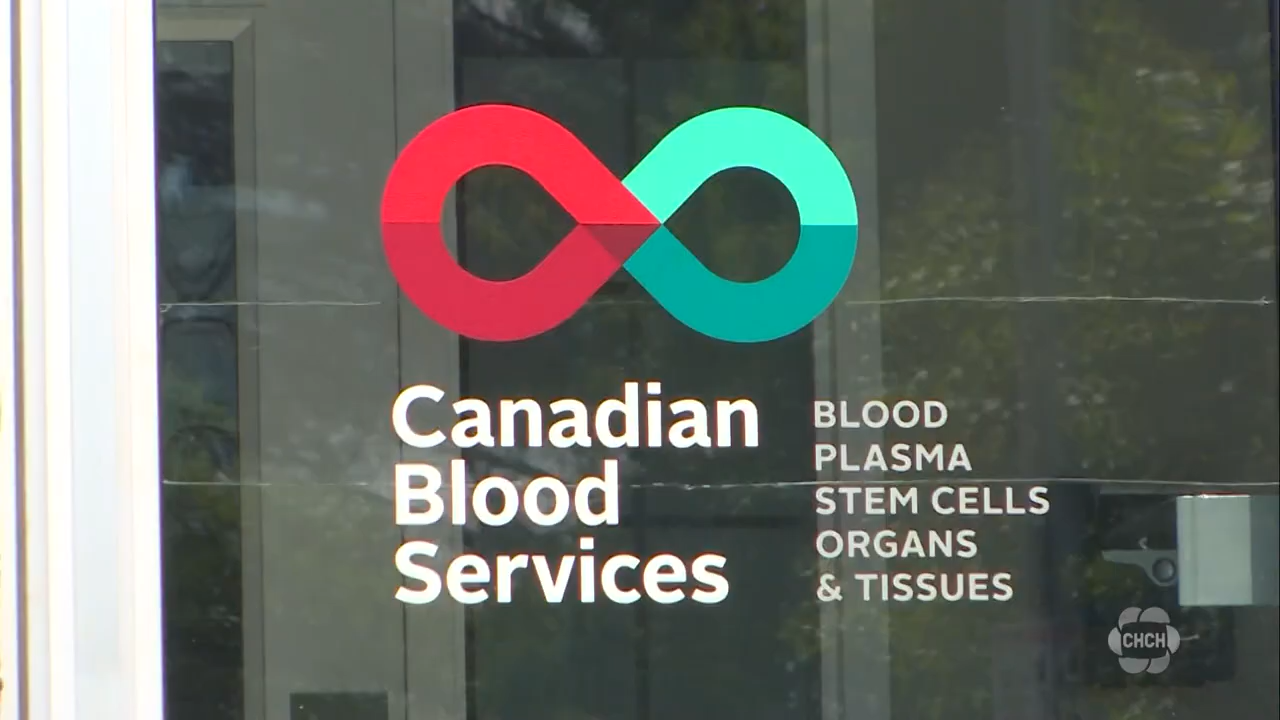 Canadian
Blood
Services
BLOOD
PLASMA
STEM CELLS
ORGANS
& TISSUES
CHCH